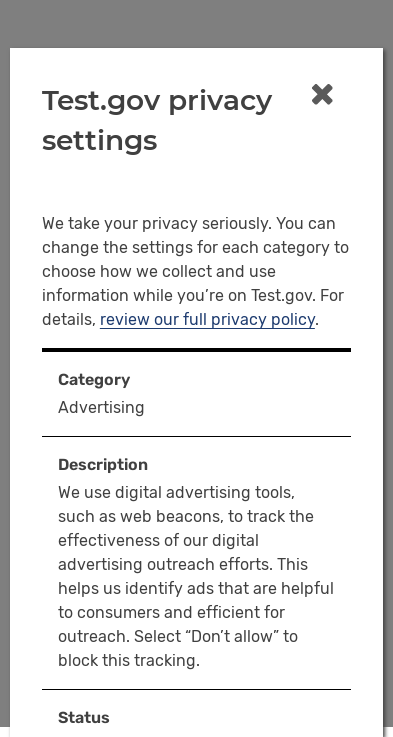 Test.gov privacy
settings
We take your privacy seriously. You can
change the settings for each category to
choose how we collect and use
information while you’re on Test.gov. For
details, review our full privacy policy.
Category
Advertising
Description
We use digital advertising tools,
such as web beacons, to track the
effectiveness of our digital
advertising outreach efforts. This
helps us identify ads that are helpful
to consumers and efficient for
outreach. Select “Don’t allow” to
block this tracking.
Status